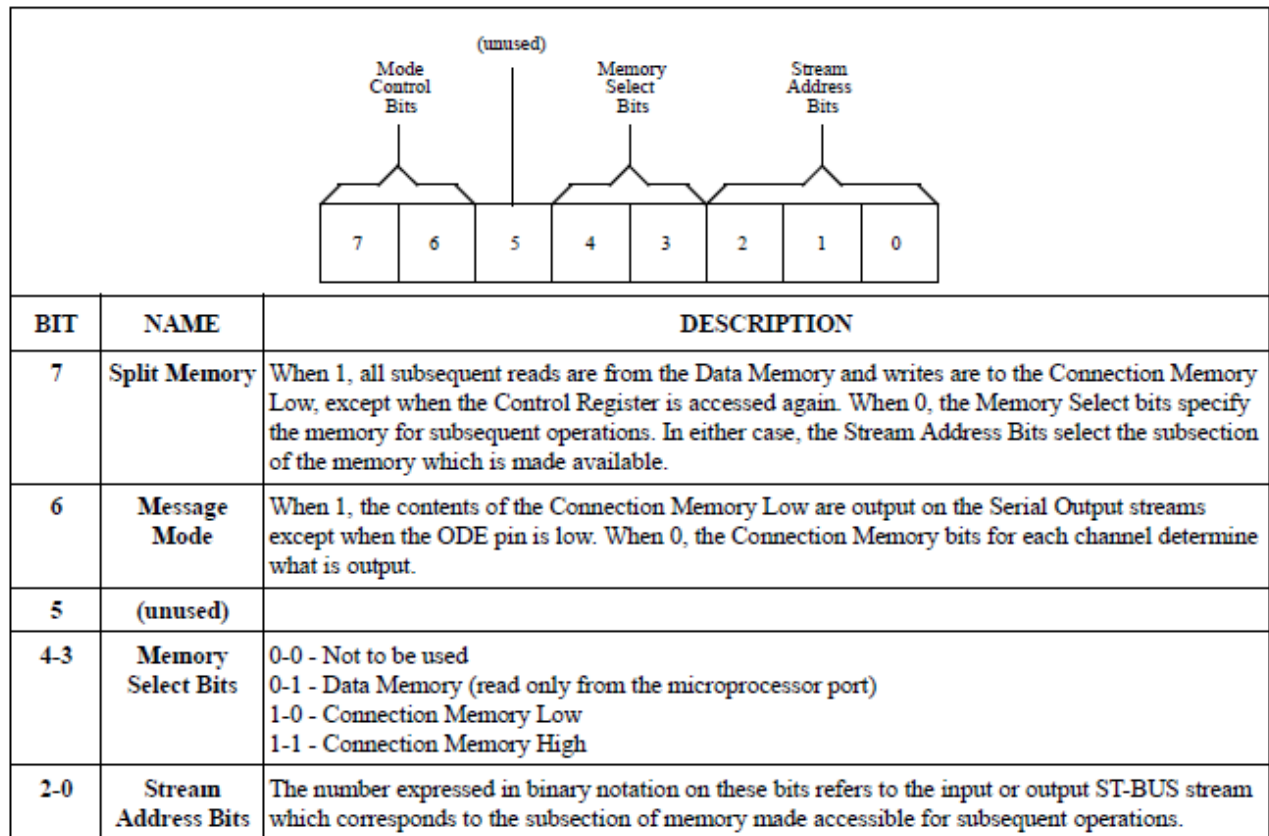 (unused)
Mode
Control
Bits
Memory
Select
Bits
Stream
Address
Bits
7 6 5 4 3 2 1 0
BIT NAME DESCRIPTION
7 Split Memory When 1, all subsequent reads are from the Data Memory and writes are to the Connection Memory
Low, except when the Control Register is accessed again. When 0, the Memory Select bits specify
the memory for subsequent operations. In either case, the Stream Address Bits select the subsection
of the memory which is made available.
6 Message Mode When 1, the contents of the Connection Memory Low are output on the Serial Output streams
except when the ODE pin is low. When 0, the Connection Memory bits for each channel determine
what is output.
5 (unused)
4-3 Memory Select Bits 0-0 - Not to be used
0-1 - Data Memory (read only from the microprocessor port)
1-0 - Connection Memory Low
1-1 - Connection Memory High
2-0 Stream Address Bits The number expressed in binary notation on these bits refers to the input or output ST-BUS stream
which corresponds to the subsection of memory made accessible for subsequent operations.